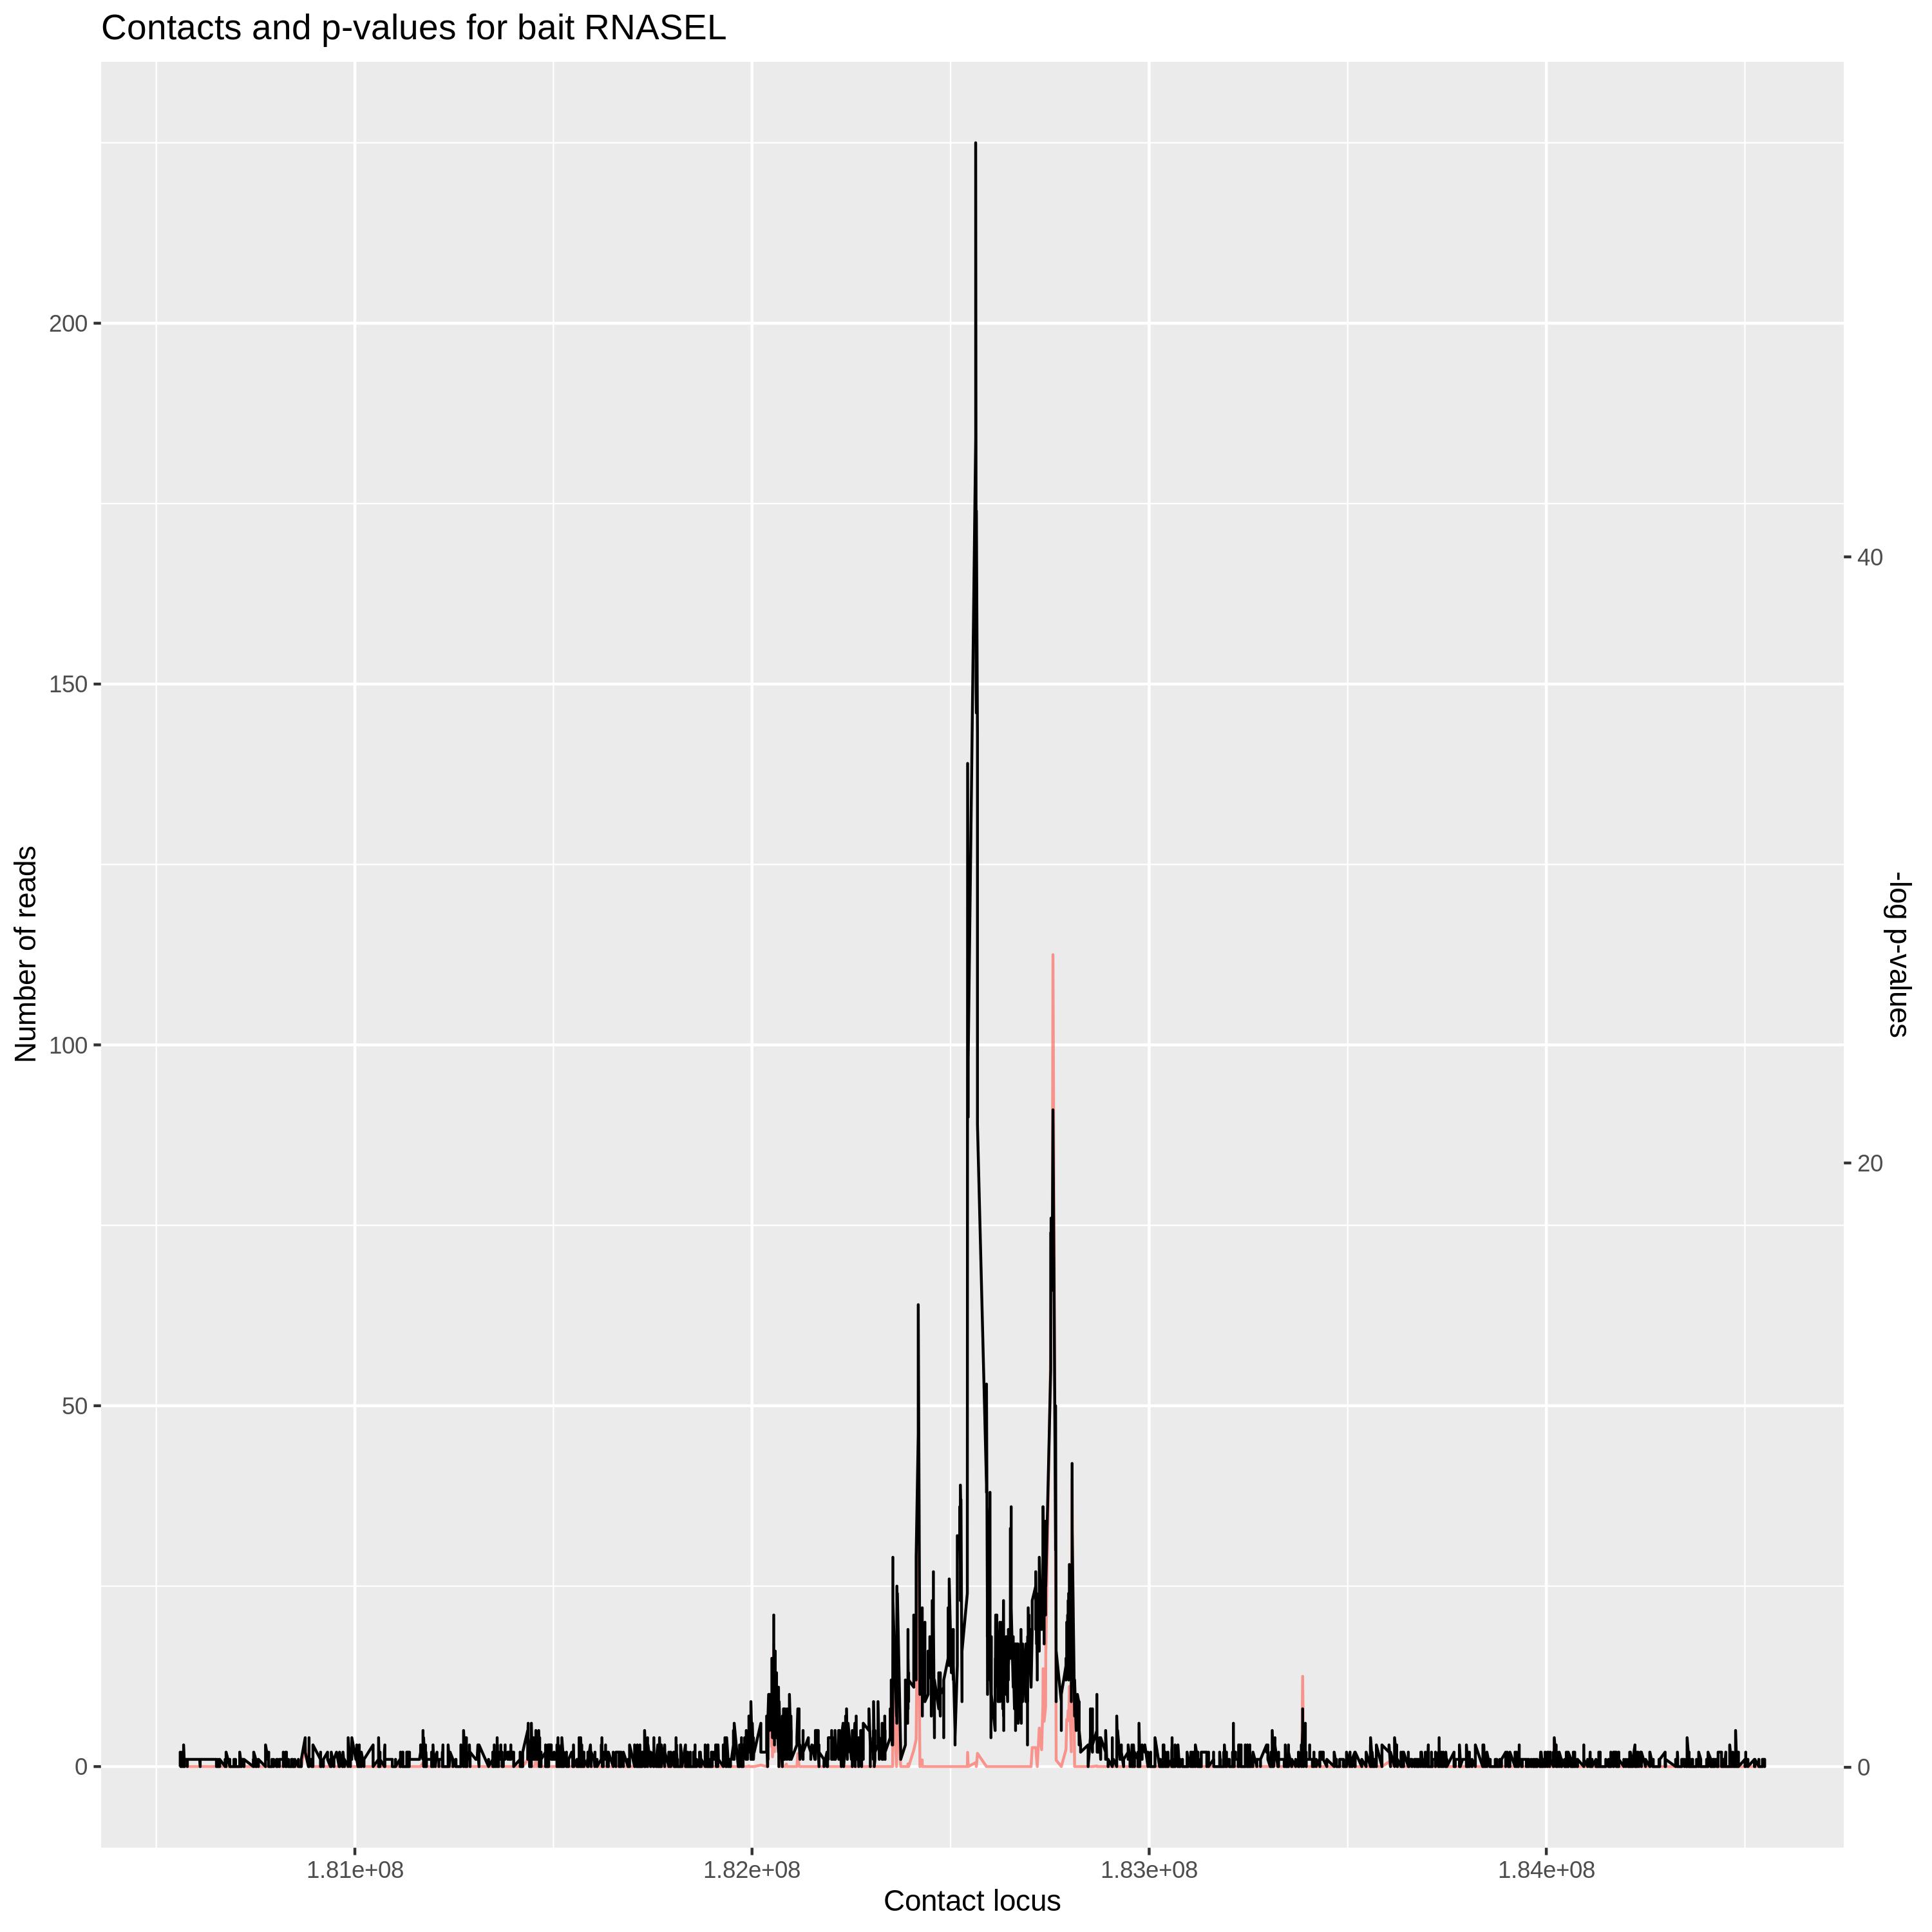 Contacts and p-values for bait RNASEL
200
150
100
50
0
40
20
0
Number of reads
-log p-values
1.81e+08
1.82e+08
1.83e+08
1.84e+08
Contact locus